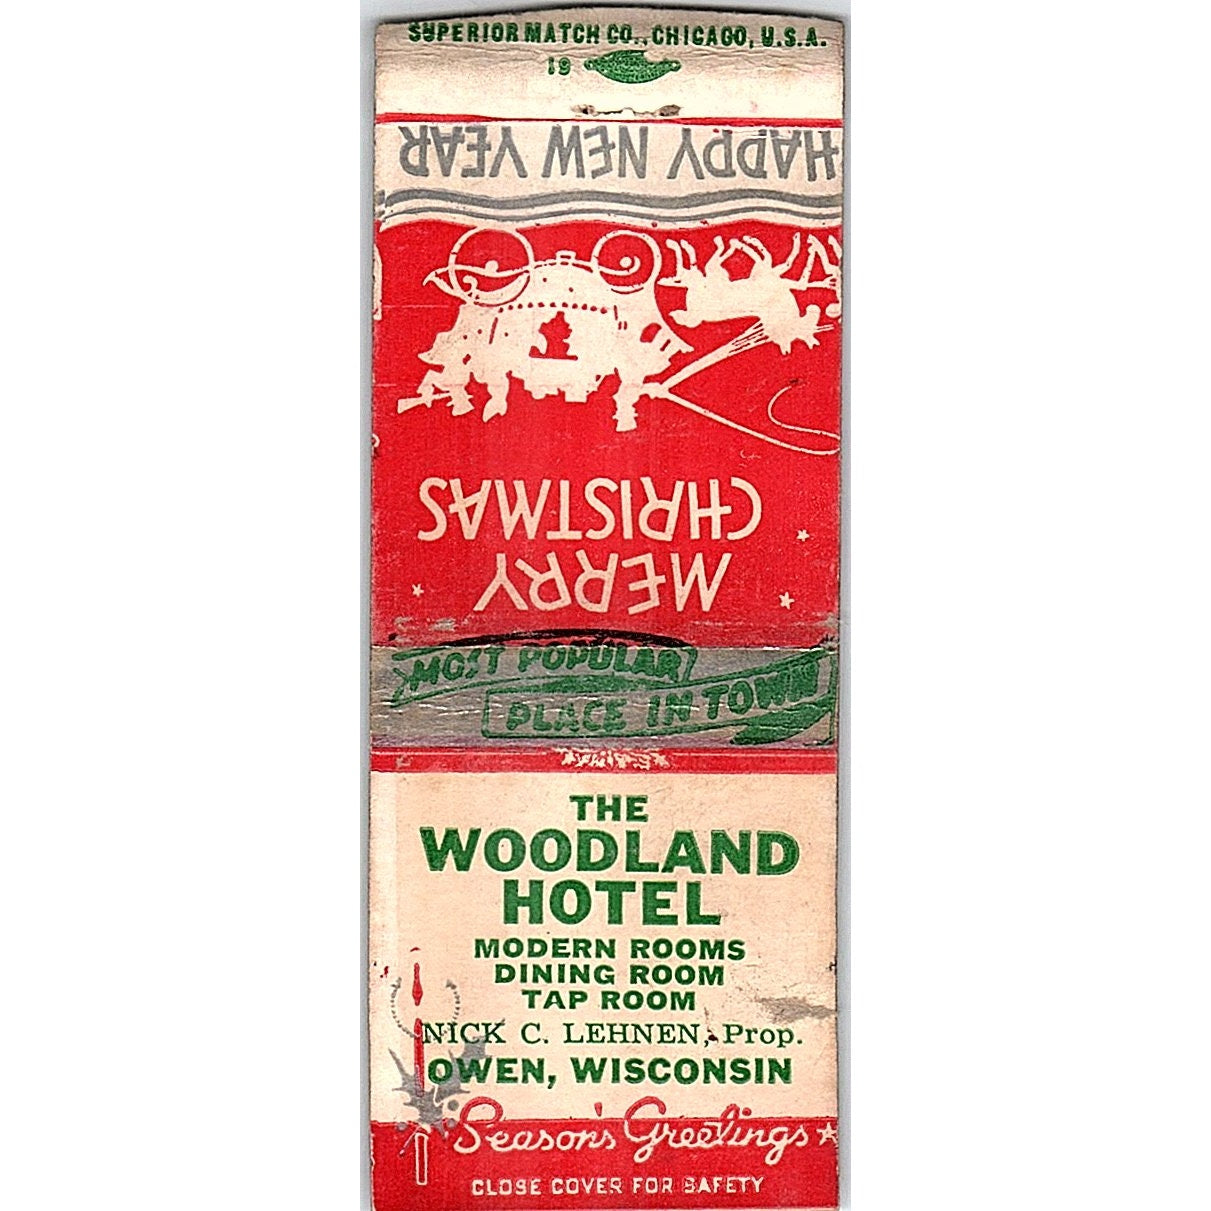 SUPERIOR MATCH CO., CHICAGO, U.S.A.
19
HAPPY NEW YEAR
MERRY
CHRISTMAS
MOST POPULAR
PLACE IN TOWN
THE
WOODLAND
HOTEL
MODERN ROOMS
DINING ROOM
TAP ROOM
NICK C. LEHNEN, Prop.
OWEN, WISCONSIN
Season's Greetings
CLOSE COVER FOR SAFETY